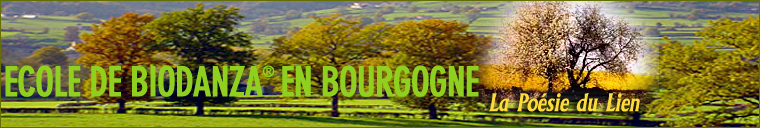 ECOLE DE BIODANZA® EN BOURGOGNE
La Poésie du Lien